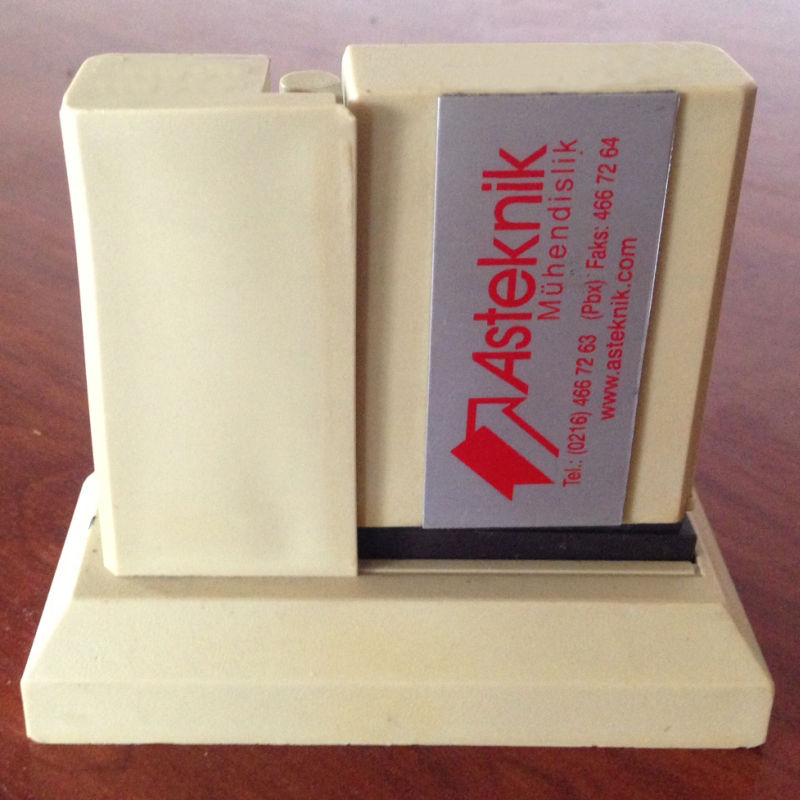 Asteknik
Mühendislik
Tel.: (0216) 466 72 63 (Pbx) Faks: 466 72 64
www.asteknik.com